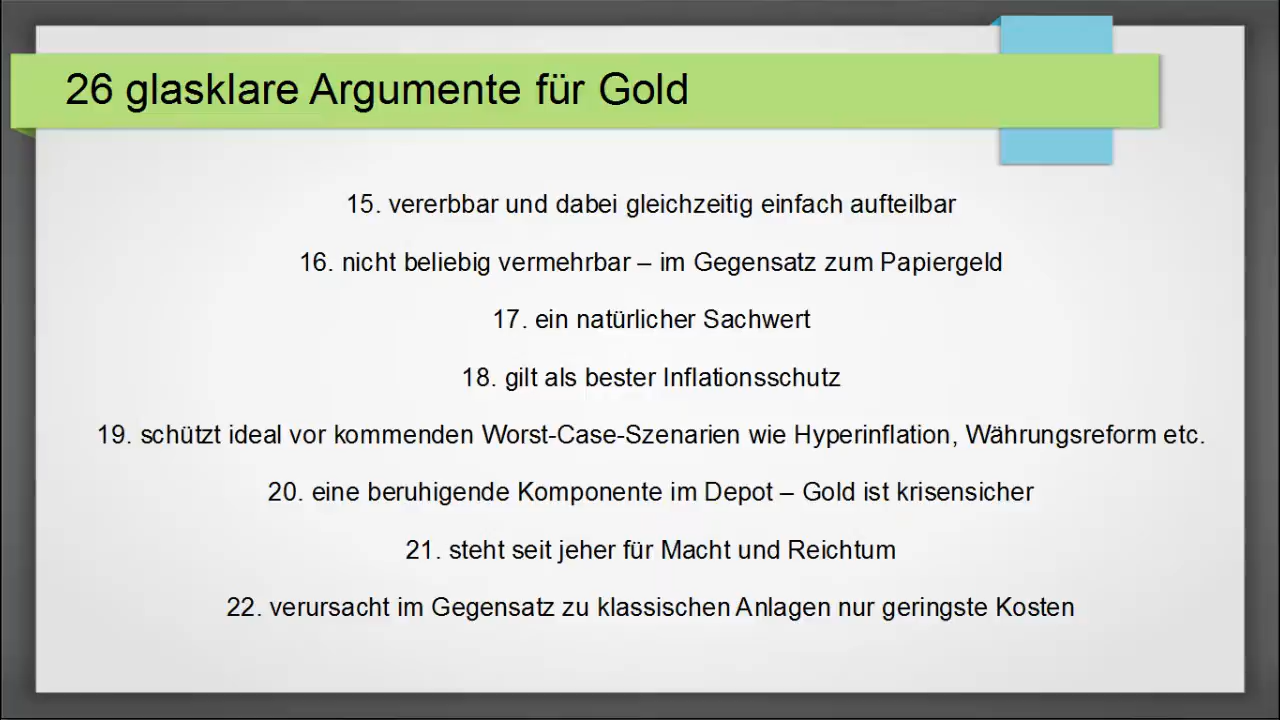 26 glasklare Argumente für Gold
15. vererbbar und dabei gleichzeitig einfach aufteilbar
16. nicht beliebig vermehrbar – im Gegensatz zum Papiergeld
17. ein natürlicher Sachwert
18. gilt als bester Inflationsschutz
19. schützt ideal vor kommenden Worst-Case-Szenarien wie Hyperinflation, Währungsreform etc.
20. eine beruhigende Komponente im Depot – Gold ist krisensicher
21. steht seit jeher für Macht und Reichtum
22. verursacht im Gegensatz zu klassischen Anlagen nur geringste Kosten